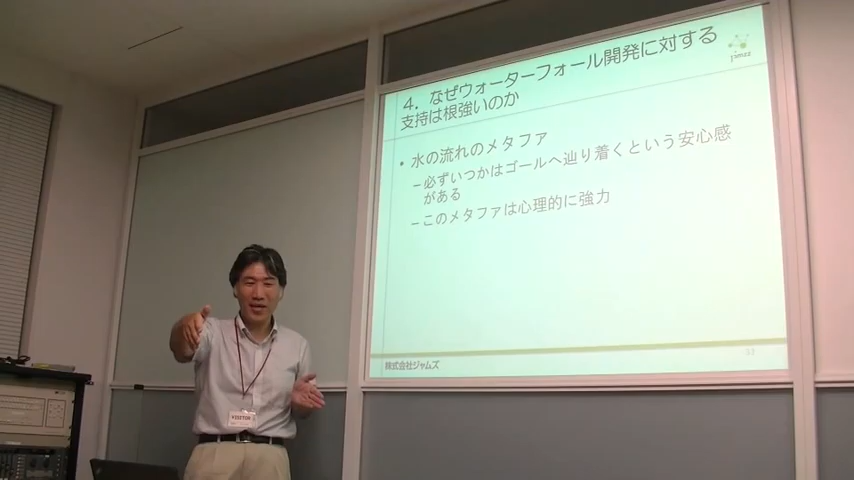 4．なぜウォーターフォール開発に対する
支持は根強いのか
jamzz
• 水の流れのメタファ
－必ずいつかはゴールへ辿り着くという安心感
がある
－このメタファは心理的に強力
株式会社ジャムズ
VISITOR